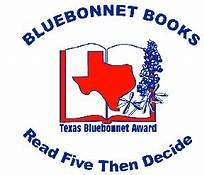 BLUEBONNET BOOKS
Texas Bluebonnet Award
Read Five Then Decide